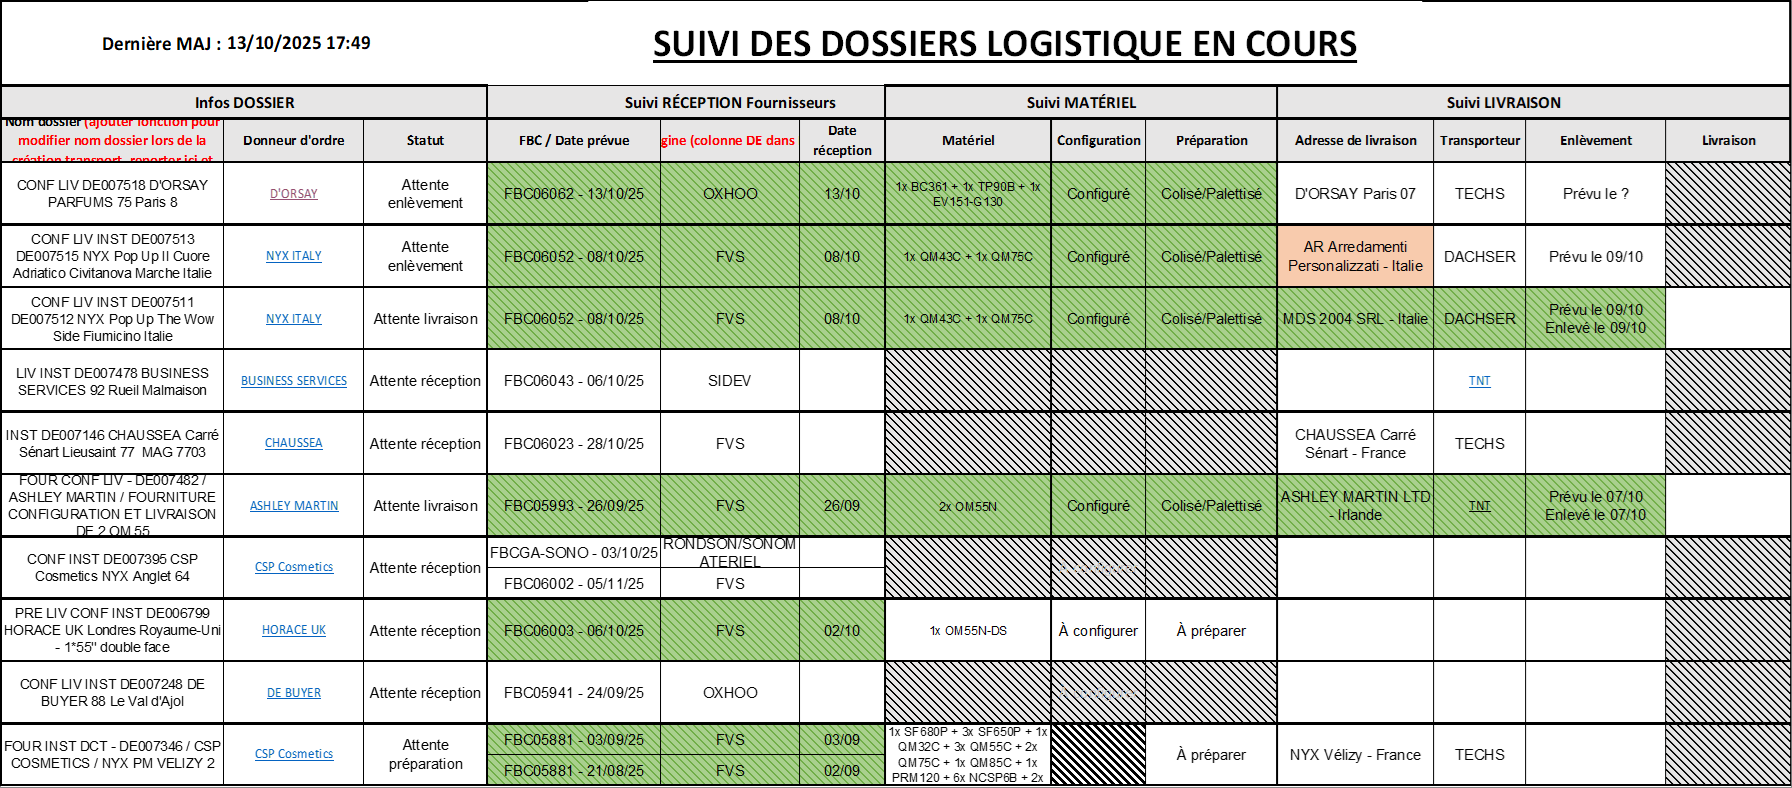 Dernière MAJ : 13/10/2025 17:49
SUIVI DES DOSSIERS LOGISTIQUE EN COURS
Infos DOSSIER
Suivi RÉCEPTION Fournisseurs
Suivi MATÉRIEL
Suivi LIVRAISON
Nom dossier (ajouter fonction pour
modifier nom dossier lors de la
création transport, reporter ici et
Donneur d'ordre
Statut
FBC / Date prévue
gine (colonne DE dans
Date
réception
Matériel
Configuration
Préparation
Adresse de livraison
Transporteur
Enlèvement
Livraison
CONF LIV DE007518 D'ORSAY
PARFUMS 75 Paris 8
D'ORSAY
Attente
enlèvement
FBC06062 - 13/10/25
OXHOO
13/10
1x BC361 + 1x TP90B + 1x
EV151-G130
Configuré
Colisé/Palettisé
D'ORSAY Paris 07
TECHS
Prévu le ?
CONF LIV INST DE007513
DE007515 NYX Pop Up Il Cuore
Adriatico Civitanova Marche Italie
NYX ITALY
Attente
enlèvement
FBC06052 - 08/10/25
FVS
08/10
1x QM43C + 1x QM75C
Configuré
Colisé/Palettisé
AR Arredamenti
Personalizzati - Italie
DACHSER
Prévu le 09/10
CONF LIV INST DE007511
DE007512 NYX Pop Up The Wow
Side Fiumicino Italie
NYX ITALY
Attente livraison
FBC06052 - 08/10/25
FVS
08/10
1x QM43C + 1x QM75C
Configuré
Colisé/Palettisé
MDS 2004 SRL - Italie
DACHSER
Prévu le 09/10
Enlevé le 09/10
LIV INST DE007478 BUSINESS
SERVICES 92 Rueil Malmaison
BUSINESS SERVICES
Attente réception
FBC06043 - 06/10/25
SIDEV
TNT
INST DE007146 CHAUSSEA Carré
Sénart Lieusaint 77  MAG 7703
CHAUSSEA
Attente réception
FBC06023 - 28/10/25
FVS
CHAUSSEA Carré
Sénart - France
TECHS
FOUR CONF LIV - DE007482 /
ASHLEY MARTIN / FOURNITURE
CONFIGURATION ET LIVRAISON
DE 2 OM 55
ASHLEY MARTIN
Attente livraison
FBC05993 - 26/09/25
FVS
26/09
2x OM55N
Configuré
Colisé/Palettisé
ASHLEY MARTIN LTD
- Irlande
TNT
Prévu le 07/10
Enlevé le 07/10
CONF INST DE007395 CSP
Cosmetics NYX Anglet 64
CSP Cosmetics
Attente réception
FBCGA-SONO - 03/10/25
RONDSON/SONOM
ATERIEL
FBC06002 - 05/11/25
FVS
PRE LIV CONF INST DE006799
HORACE UK Londres Royaume-Uni
- 1*55" double face
HORACE UK
Attente réception
FBC06003 - 06/10/25
FVS
02/10
1x OM55N-DS
À configurer
À préparer
CONF LIV INST DE007248 DE
BUYER 88 Le Val d'Ajol
DE BUYER
Attente réception
FBC05941 - 24/09/25
OXHOO
FOUR INST DCT - DE007346 / CSP
COSMETICS / NYX PM VELIZY 2
CSP Cosmetics
Attente
préparation
FBC05881 - 03/09/25
FVS
03/09
FBC05881 - 21/08/25
FVS
02/09
1x SF680P + 3x SF650P + 1x
QM32C + 3x QM55C + 2x
QM75C + 1x QM85C + 1x
PRM120 + 6x NCSP6B + 2x
À préparer
NYX Vélizy - France
TECHS